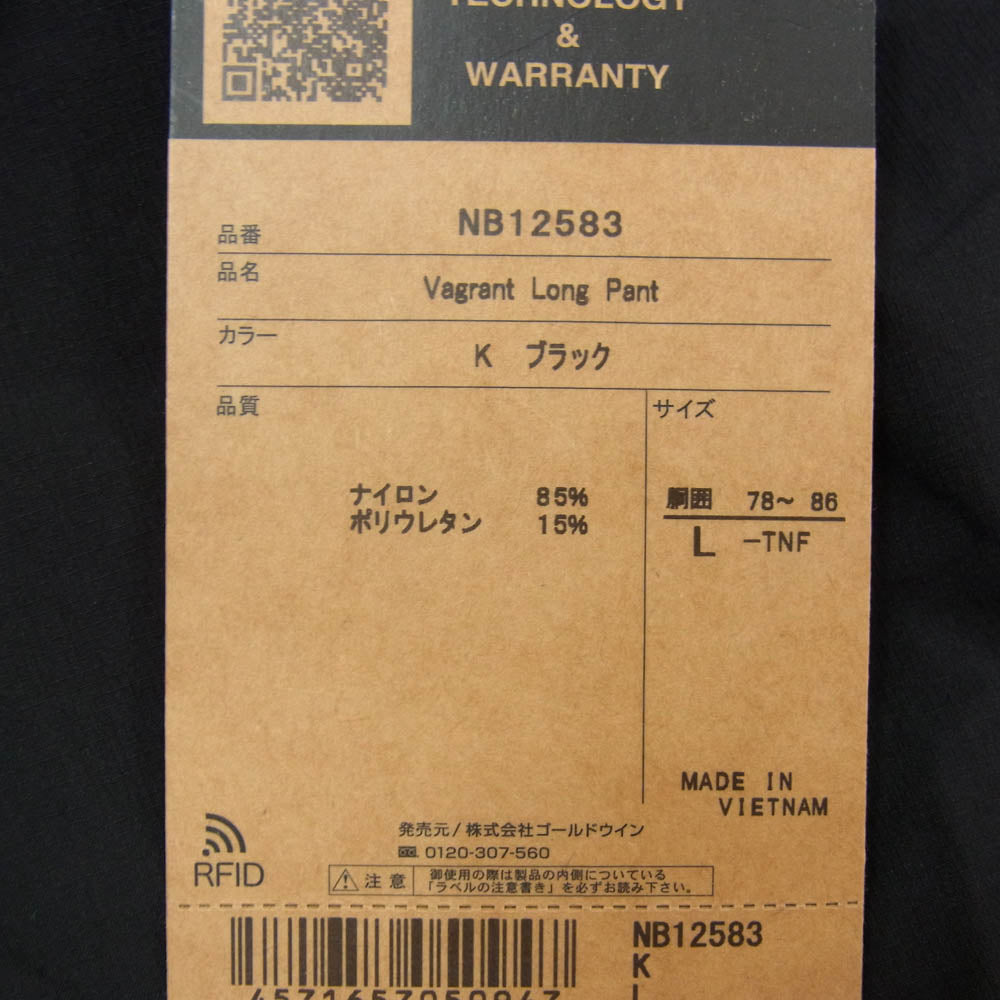 TECHNOLOGY
&
WARRANTY
品番 NB12583
品名 Vagrant Long Pant
カラー K ブラック
品質
サイズ
ナイロン 85%
ポリウレタン 15%
胴囲 78〜 86
L -TNF
MADE IN
VIETNAM
発売元/株式会社ゴールドウイン
0120-307-560
RFID
注意
御使用の際は製品の内側についている
「ラベルの注意書き」を必ずお読み下さい。
NB12583
K
L